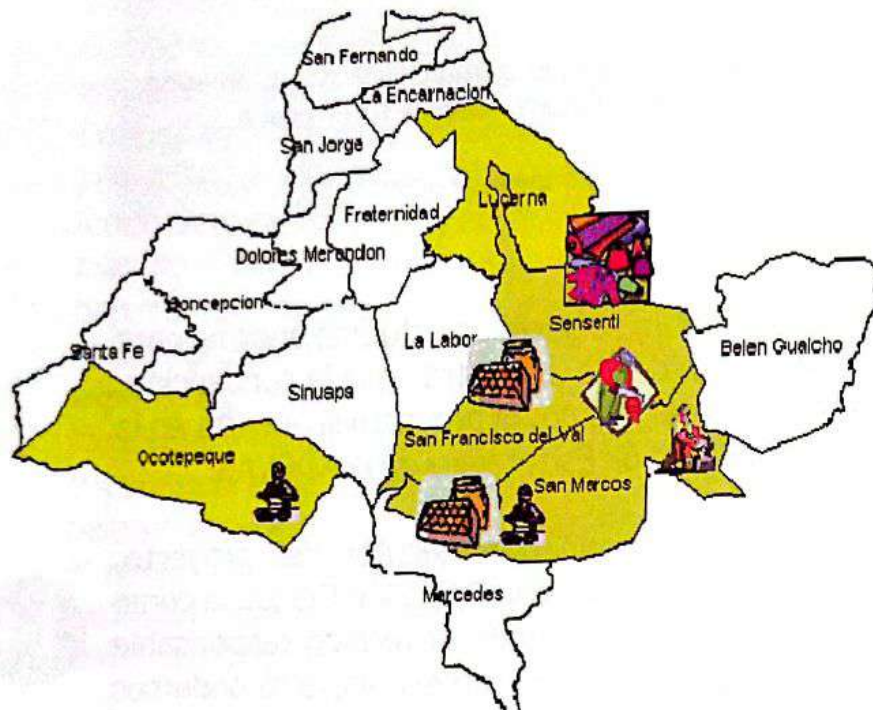 San Fernando
La Encarnacion
San Jorge
Lucerna
Fraternidad
Dolores Merendon
Concepcion
Sensenti
La Labor
Santa Fe
Belen Gualcho
Sinuapa
San Francisco del Val
Ocotepeque
San Marcos
Mercedes